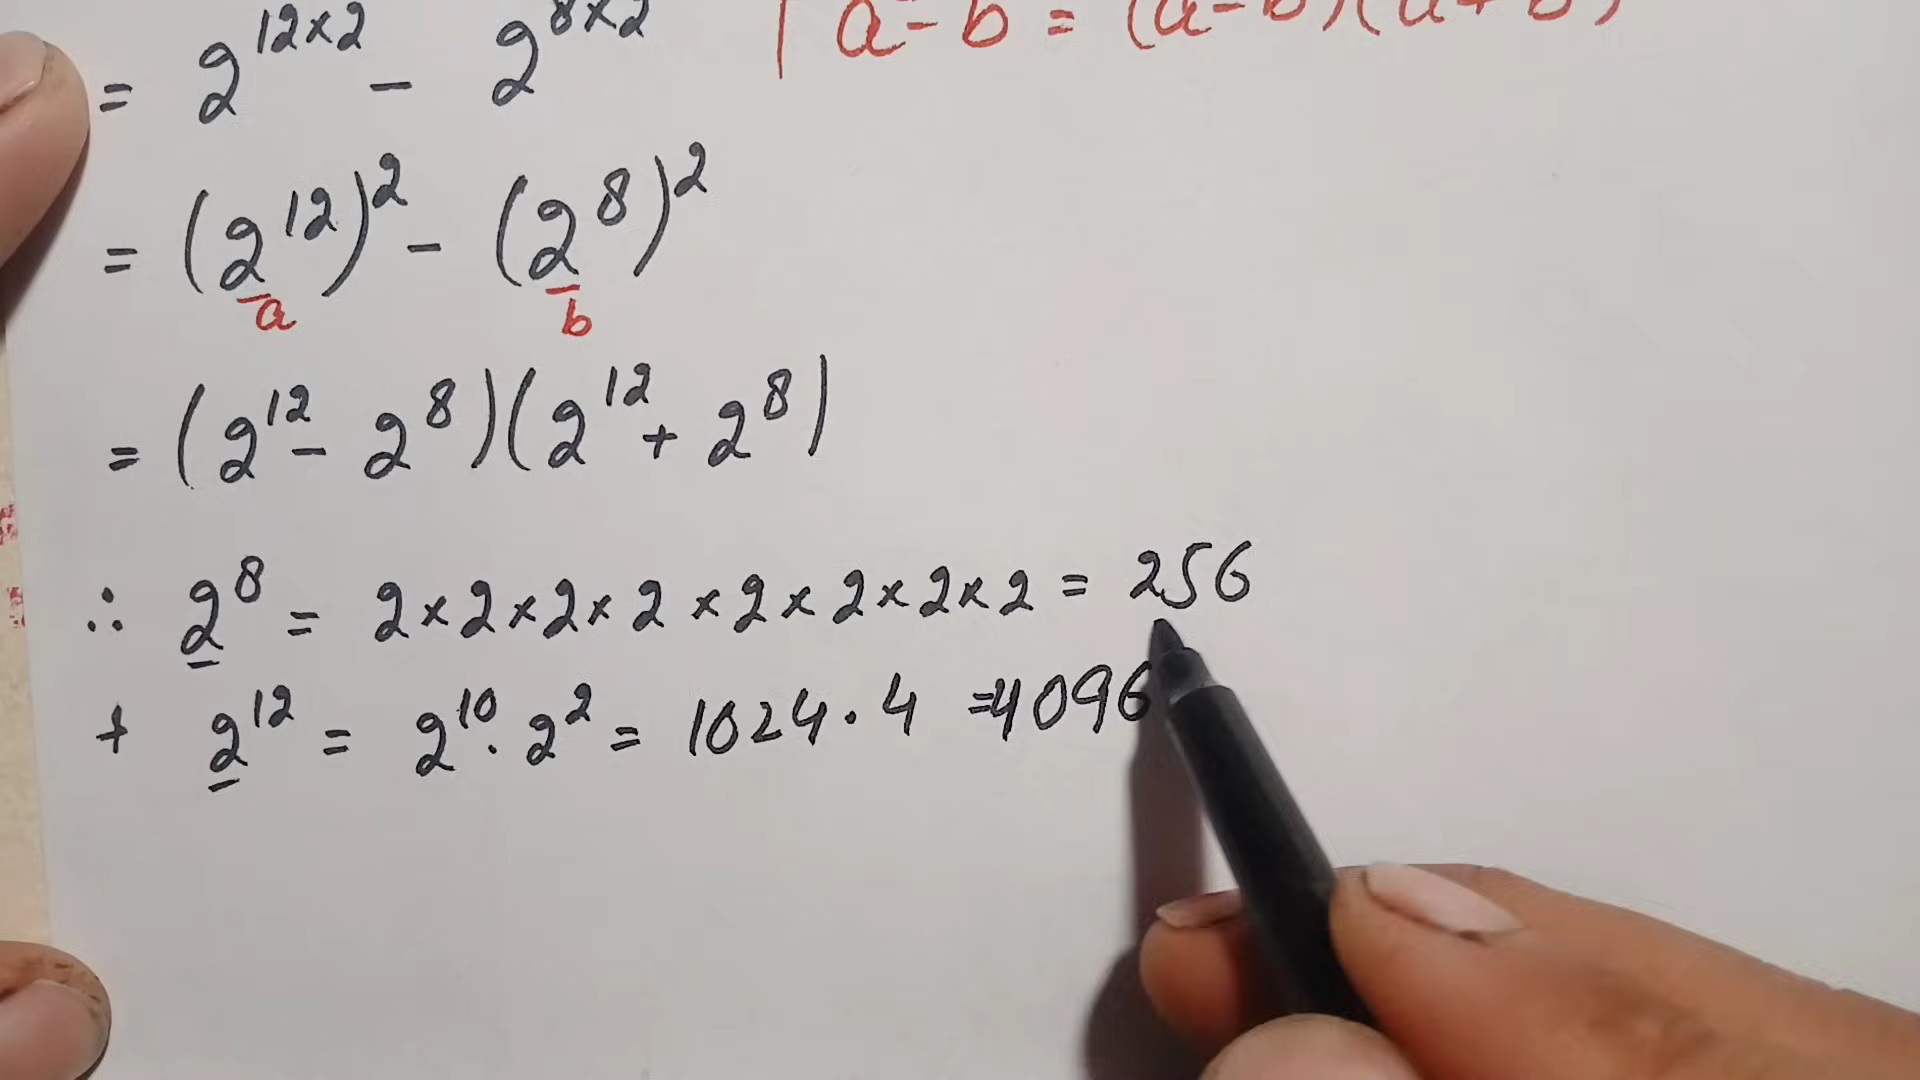 = 2^12×2 - 2^8×2 | a² - b² = (a-b)(a+b)
= (2^12)^2 - (2^8)^2
a b
= (2^12 - 2^8)(2^12 + 2^8)
∴ 2^8 = 2×2×2×2×2×2×2×2 = 256
+ 2^12 = 2^10 . 2^2 = 1024 . 4 =4096